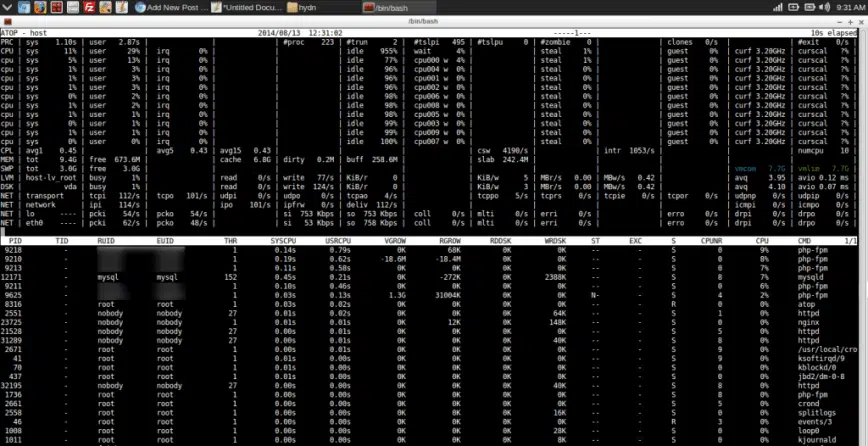 Add New Post ... *Untitled Docu... hydn /bin/bash 9:31 AM
/bin/bash
ATOP - host 2014/08/13 12:31:02 -----1--- 10s elapsed
PRC | sys 1.10s | user 2.87s | | | #proc 223 | #trun 2 | #tslpi 495 | #tslpu 0 | #zombie 0 | | clones 0/s | | #exit 0/s |
CPU | sys 11% | user 29% | irq 0% | | | idle 955% | wait 4% | | steal 1% | | guest 0% | curf 3.20GHz | curscal ?% |
cpu | sys 5% | user 13% | irq 0% | | | idle 77% | cpu000 w 4% | | steal 1% | | guest 0% | curf 3.20GHz | curscal ?% |
cpu | sys 1% | user 3% | irq 0% | | | idle 96% | cpu004 w 0% | | steal 0% | | guest 0% | curf 3.20GHz | curscal ?% |
cpu | sys 1% | user 3% | irq 0% | | | idle 96% | cpu001 w 0% | | steal 0% | | guest 0% | curf 3.20GHz | curscal ?% |
cpu | sys 1% | user 3% | irq 0% | | | idle 96% | cpu002 w 0% | | steal 0% | | guest 0% | curf 3.20GHz | curscal ?% |
cpu | sys 0% | user 2% | irq 0% | | | idle 98% | cpu006 w 0% | | steal 0% | | guest 0% | curf 3.20GHz | curscal ?% |
cpu | sys 1% | user 1% | irq 0% | | | idle 98% | cpu008 w 0% | | steal 0% | | guest 0% | curf 3.20GHz | curscal ?% |
cpu | sys 1% | user 1% | irq 0% | | | idle 98% | cpu005 w 0% | | steal 0% | | guest 0% | curf 3.20GHz | curscal ?% |
cpu | sys 1% | user 0% | irq 0% | | | idle 99% | cpu003 w 0% | | steal 0% | | guest 0% | curf 3.20GHz | curscal ?% |
cpu | sys 0% | user 1% | irq 0% | | | idle 99% | cpu009 w 0% | | steal 0% | | guest 0% | curf 3.20GHz | curscal ?% |
cpu | sys 0% | user 0% | irq 0% | | | idle 100% | cpu007 w 0% | | steal 0% | | guest 0% | curf 3.20GHz | curscal ?% |
CPL | avg1 0.45 | | avg5 0.43 | avg15 0.43 | | | | csw 4190/s | | intr 1053/s | | | numcpu 10 |
MEM | tot 9.4G | free 673.6M | | cache 6.8G | dirty 0.2M | buff 258.6M | | slab 242.4M | | | | | |
SWP | tot 3.0G | free 3.0G | | | | | | | | | | vmcom 7.7G | vmlim 7.7G |
LVM | host-lv_root | busy 1% | | read 0/s | write 77/s | KiB/r 0 | | KiB/w 5 | MBr/s 0.00 | MBw/s 0.42 | | avq 3.95 | avio 0.12 ms |
DSK | vda | busy 1% | | read 0/s | write 124/s | KiB/r 0 | | KiB/w 3 | MBr/s 0.00 | MBw/s 0.42 | | avq 4.10 | avio 0.07 ms |
NET | transport | tcpi 112/s | tcpo 101/s | udpi 0/s | udpo 0/s | tcpao 4/s | | tcppo 5/s | tcprs 0/s | tcpie 0/s | tcpor 0/s | udpnp 0/s | udpip 0/s |
NET | network | ipi 114/s | | ipo 101/s | ipfrw 0/s | deliv 112/s | | | | | | icmpi 0/s | icmpo 0/s |
NET | lo ---- | pcki 54/s | pcko 54/s | | si 753 Kbps | so 753 Kbps | coll 0/s | mlti 0/s | erri 0/s | | erro 0/s | drpi 0/s | drpo 0/s |
NET | eth0 ---- | pcki 62/s | pcko 48/s | | si 53 Kbps | so 758 Kbps | coll 0/s | mlti 0/s | erri 0/s | | erro 0/s | drpi 0/s | drpo 0/s |
PID TID RUID EUID THR SYSCPU USRCPU VGROW RGROW RDDSK WRDSK ST EXC S CPUNR CPU CMD 1/1
9218 - 1 0.14s 0.79s 0K 68K 0K 0K -- - S 0 9% php-fpm
9210 - 1 0.19s 0.62s -18.6M -18.4M 0K 0K -- - S 0 8% php-fpm
9213 - 1 0.11s 0.58s 0K 0K 0K 0K -- - S 0 7% php-fpm
12171 - mysql mysql 152 0.45s 0.21s 0K -272K 0K 2388K -- - S 8 7% mysqld
9211 - 1 0.10s 0.46s 0K 0K 0K 0K -- - S 0 6% php-fpm
9625 - 1 0.03s 0.13s 1.3G 31004K 0K 0K N- - S 4 2% php-fpm
8316 - root root 1 0.03s 0.02s 0K 0K 0K 0K -- - R 0 0% atop
2551 - nobody nobody 27 0.01s 0.02s 0K 0K 0K 64K -- - S 1 0% httpd
23725 - nobody nobody 1 0.01s 0.00s 0K 12K 0K 148K -- - S 0 0% nginx
21528 - nobody nobody 27 0.01s 0.00s 0K 0K 0K 0K -- - S 5 0% httpd
31289 - nobody nobody 27 0.01s 0.00s 0K 0K 0K 40K -- - S 8 0% httpd
2671 - root root 1 0.01s 0.00s 0K 0K 0K 0K -- - S 9 0% /usr/local/cro
41 - root root 1 0.01s 0.00s 0K 0K 0K 0K -- - S 9 0% ksoftirqd/9
70 - root root 1 0.01s 0.00s 0K 0K 0K 0K -- - S 0 0% kblockd/0
437 - root root 1 0.01s 0.00s 0K 0K 0K 0K -- - S 0 0% jbd2/dm-0-8
32195 - nobody nobody 27 0.00s 0.00s 0K 0K 0K 40K -- - S 8 0% httpd
1736 - root root 1 0.00s 0.00s 0K 0K 0K 0K -- - S 8 0% php-fpm
2661 - root root 1 0.00s 0.00s 0K 0K 0K 0K -- - S 5 0% crond
2558 - root root 1 0.00s 0.00s 0K 0K 0K 16K -- - S 6 0% splitlogs
46 - root root 1 0.00s 0.00s 0K 0K 0K 0K -- - R 3 0% events/3
1008 - root root 1 0.00s 0.00s 0K 0K 0K 28K -- - S 0 0% loop0
1011 - root root 1 0.00s 0.00s 0K 0K 0K 8K -- - S 0 0% kjournald